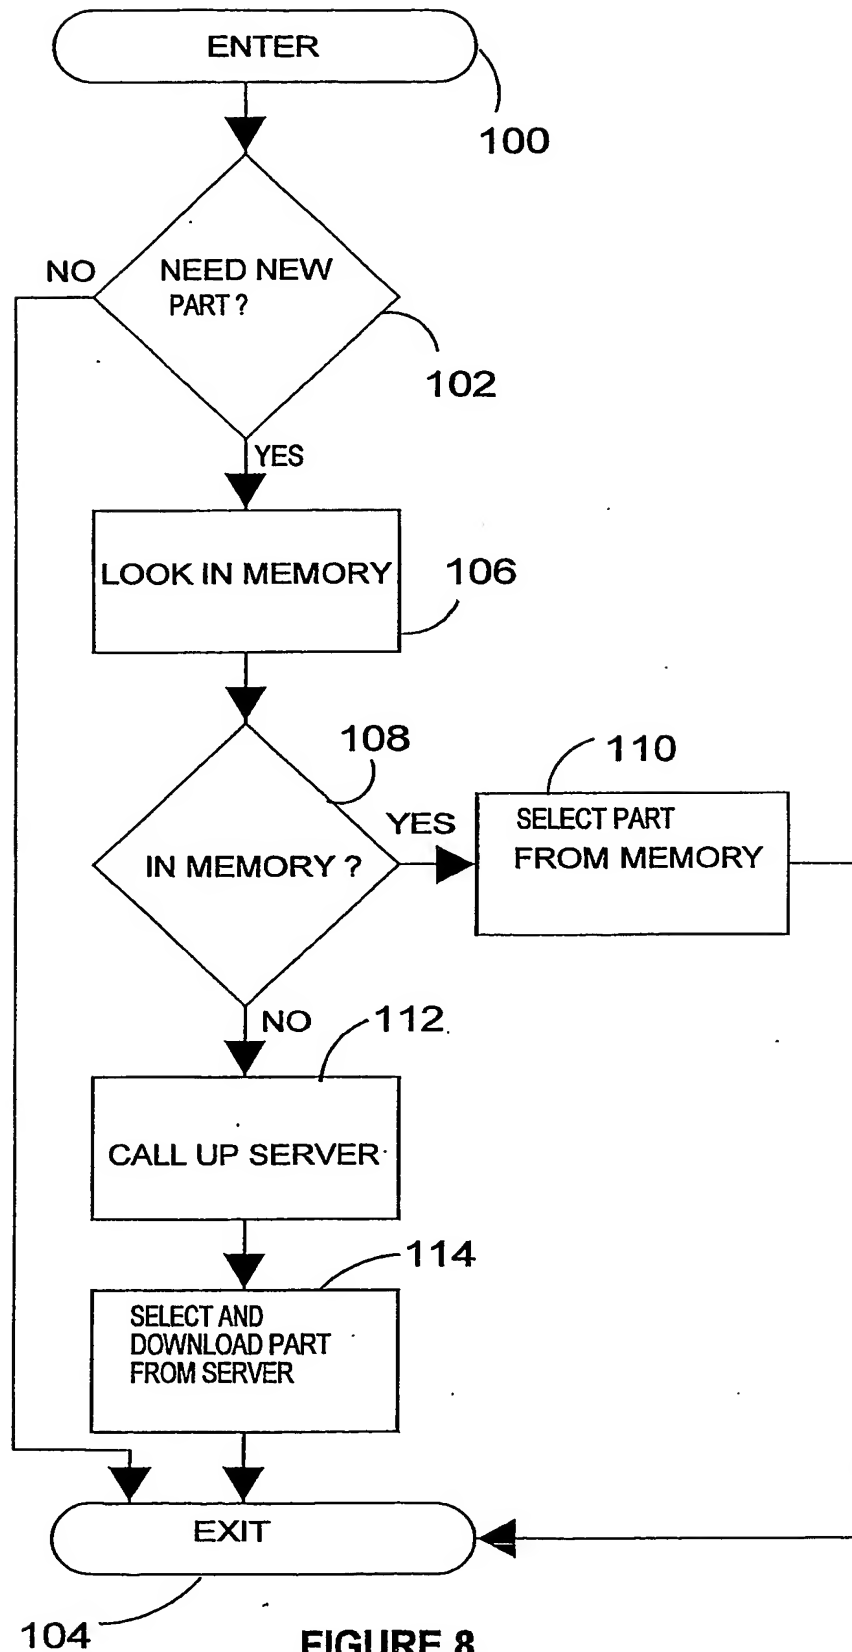 ENTER
100
NO
NEED NEW
PART ?
102
YES
LOOK IN MEMORY
106
108
110
YES
SELECT PART
FROM MEMORY
IN MEMORY ?
NO
112
CALL UP SERVER
114
SELECT AND
DOWNLOAD PART
FROM SERVER
EXIT
104
FIGURE 8